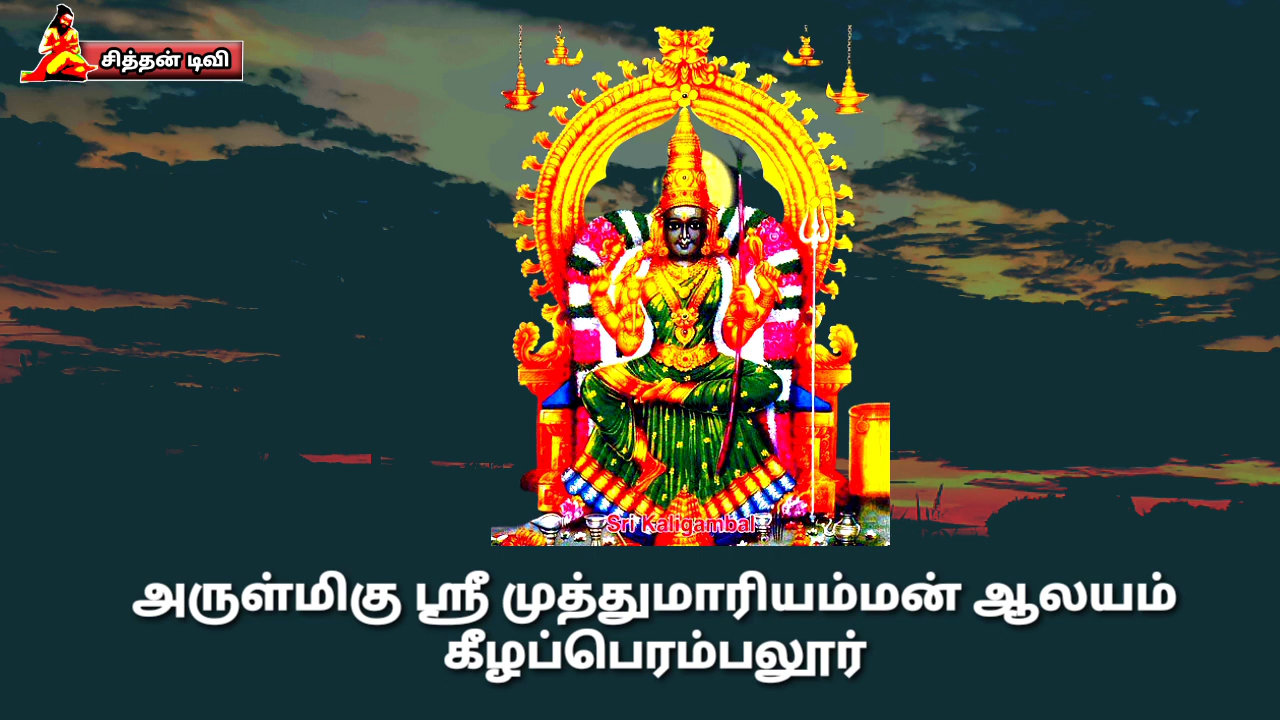 சித்தன் டிவி
Sri Kaligambal
அருள்மிகு ஸ்ரீ முத்துமாரியம்மன் ஆலயம்
கீழப்பெரம்பலூர்